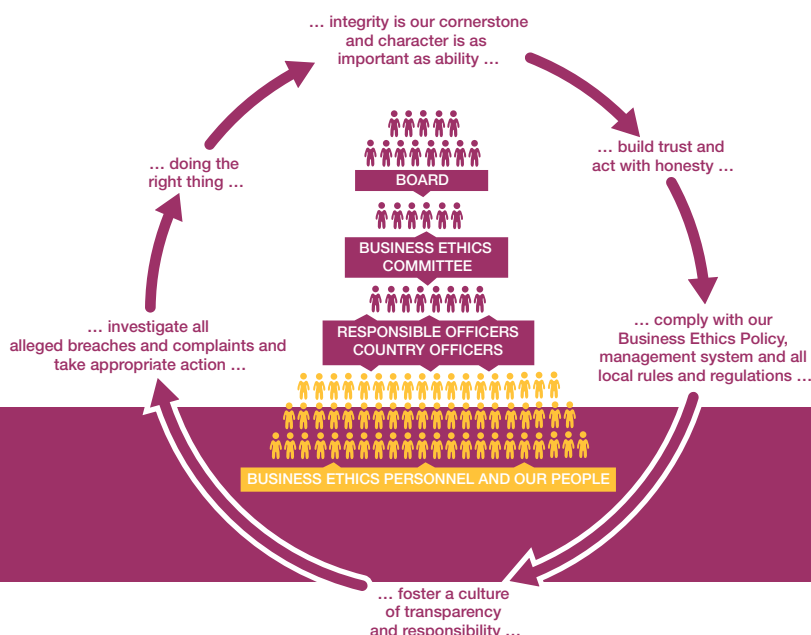 … integrity is our cornerstone
and character is as
important as ability …
… build trust and
act with honesty …
… comply with our
Business Ethics Policy,
management system and all
local rules and regulations …
… foster a culture
of transparency
and responsibility …
… investigate all
alleged breaches and complaints and
take appropriate action …
… doing the
right thing …
BOARD
BUSINESS ETHICS
COMMITTEE
RESPONSIBLE OFFICERS
COUNTRY OFFICERS
BUSINESS ETHICS PERSONNEL AND OUR PEOPLE